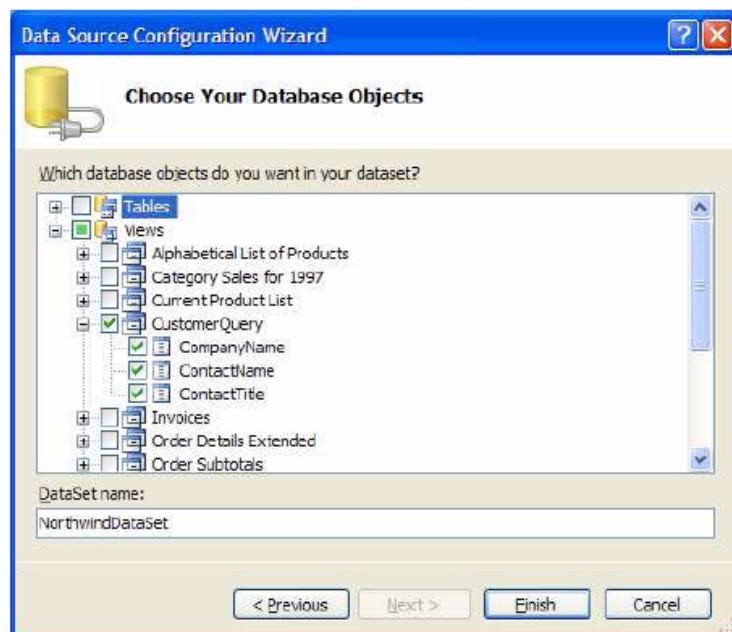 Data Source Configuration Wizard
Choose Your Database Objects
Which database objects do you want in your dataset?
Tables
Views
Alphabetical List of Products
Category Sales for 1997
Current Product List
CustomerQuery
CompanyName
ContactName
ContactTitle
Invoices
Order Details Extended
Order Subtotals
DataSet name:
NorthwindDataSet
< Previous
Next >
Finish
Cancel